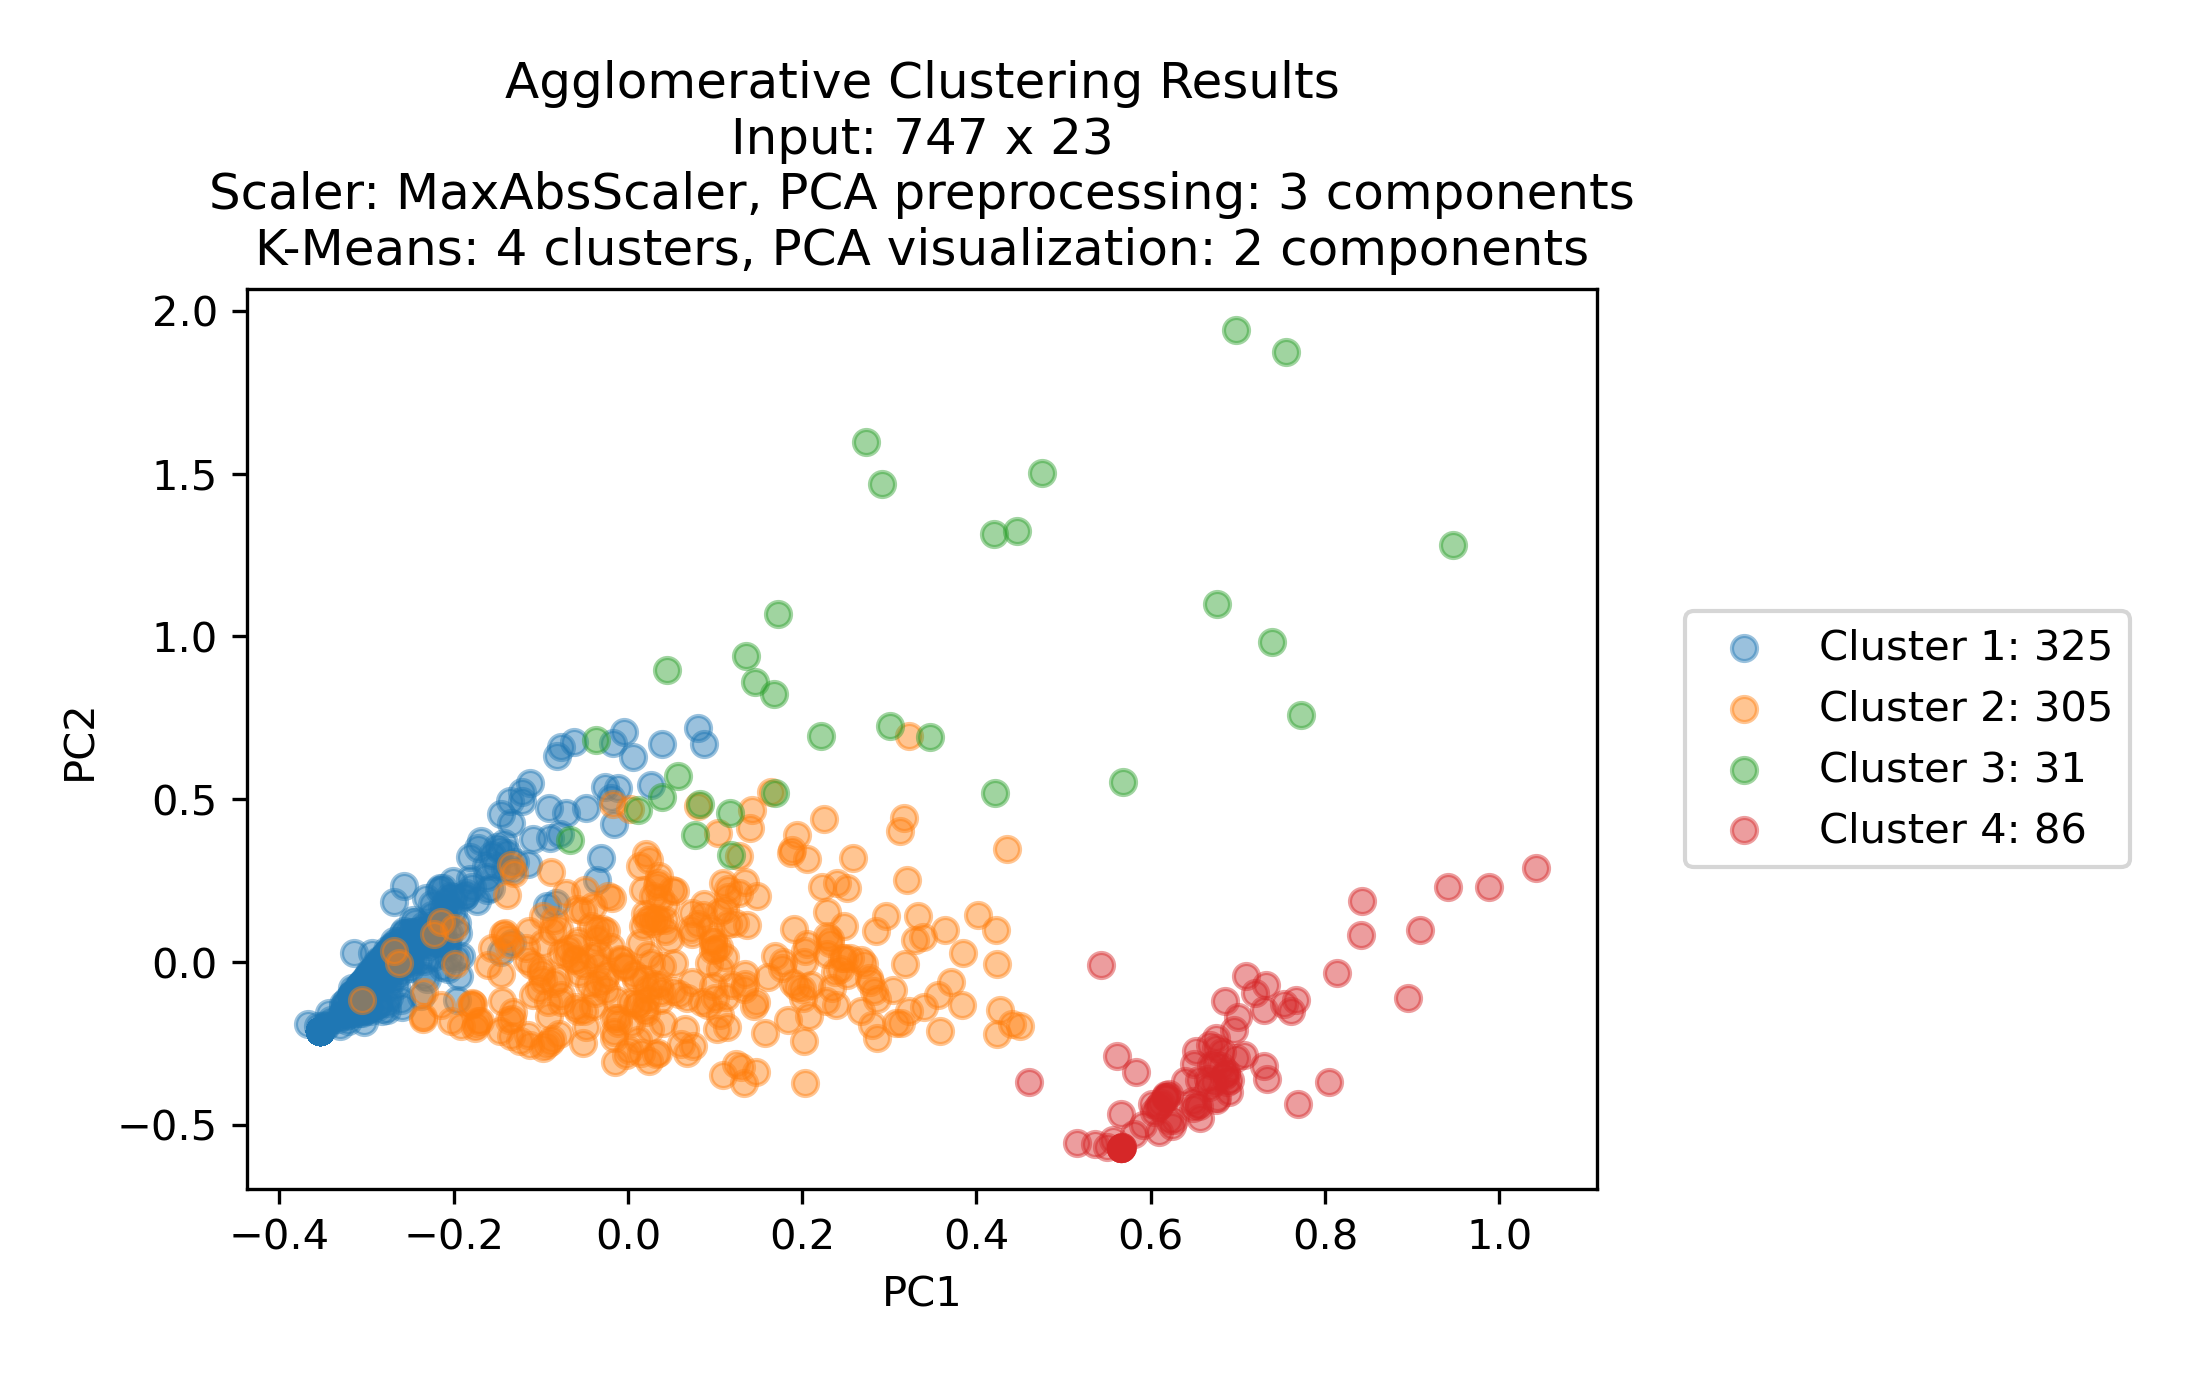 Agglomerative Clustering Results
Input: 747 x 23
Scaler: MaxAbsScaler, PCA preprocessing: 3 components
K-Means: 4 clusters, PCA visualization: 2 components
2.0
1.5
1.0
0.5
0.0
−0.5
PC2
−0.4 −0.2 0.0 0.2 0.4 0.6 0.8 1.0
PC1
Cluster 1: 325
Cluster 2: 305
Cluster 3: 31
Cluster 4: 86